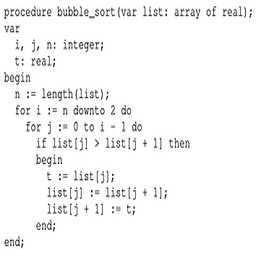 procedure bubble_sort(var list: array of real);
var
  i, j, n: integer;
  t: real;
begin
  n := length(list);
  for i := n downto 2 do
    for j := 0 to i - 1 do
      if list[j] > list[j + 1] then
      begin
        t := list[j];
        list[j] := list[j + 1];
        list[j + 1] := t;
      end;
end;